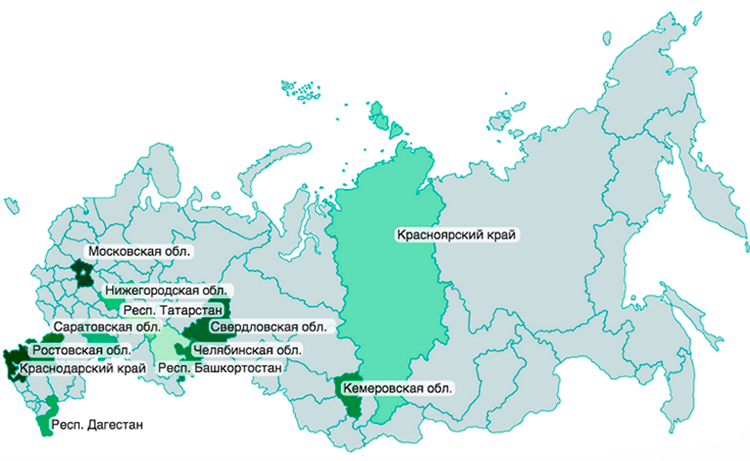 Красноярский край
Московская обл.
Нижегородская обл.
Респ. Татарстан
Саратовская обл.
Свердловская обл.
Ростовская обл.
Челябинская обл.
Краснодарский край
Респ. Башкортостан
Кемеровская обл.
Респ. Дагестан